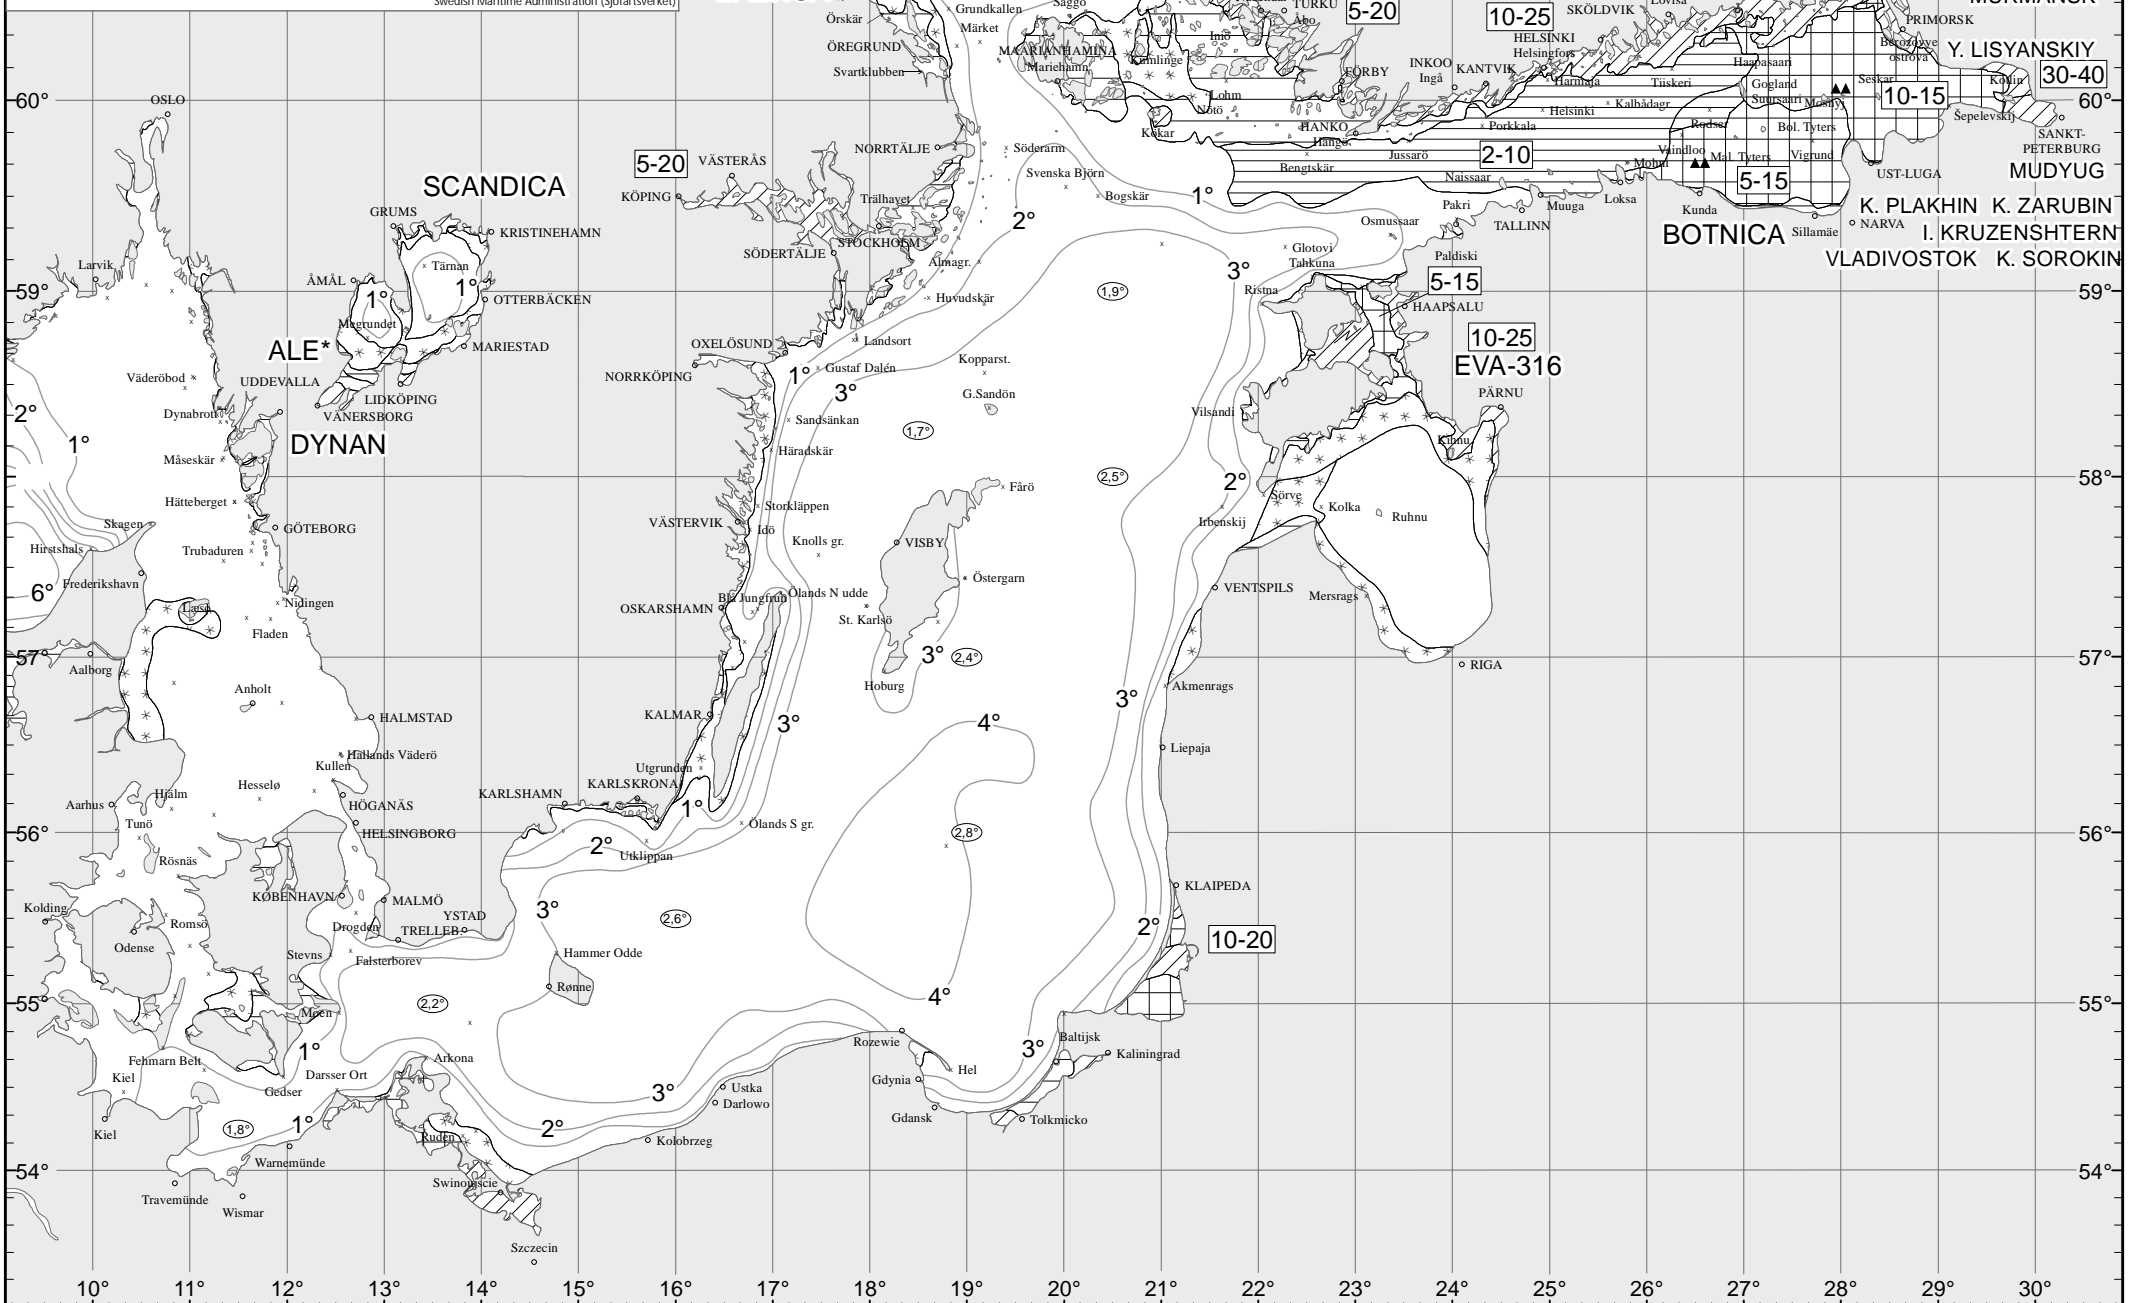 Swedish Maritime Administration (Sjöfartsverket)
Örskär
Grundkallen
Märket
Saggö
TURKU
Åbo
5-20
10-25
SKÖLDVIK
Lovisa
MURMANSK
PRIMORSK
ÖREGRUND
Svartklubben
MAARIANHAMINA
Mariehamn
Kumlinge
Iniö
FÖRBY
INKOO
Ingå
KANTVIK
HELSINKI
Helsingfors
Harmaja
Tiiskeri
Haapasaari
Gogland
Suursaari
Mosnyj
Seskar
Berozovye
ostrova
Y. LISYANSKIY
Kotlin
30-40
60°
OSLO
Lohm
Nötö
Kökar
HANKO
Hangö
Helsinki
Kalbådagr.
Porkkala
Rodser
Bol. Tyters
10-15
Šepelevskij
60°
SANKT-
PETERBURG
NORRTÄLJE
Söderarm
Svenska Björn
Bogskär
1°
Bengtskär
Jussarö
2-10
Naissaar
Vaindloo
Mohni
Mal. Tyters
Vigrund
5-15
UST-LUGA
MUDYUG
SCANDICA
5-20
VÄSTERÅS
KÖPING
Trälhavet
STOCKHOLM
SÖDERTÄLJE
2°
Almagr.
Osmussaar
Pakri
TALLINN
Muuga
Loksa
Kunda
BOTNICA
Sillamäe
NARVA
K. PLAKHIN K. ZARUBIN
I. KRUZENSHTERN
VLADIVOSTOK K. SOROKIN
GRUMS
KRISTINEHAMN
Tärnan
1°
1°
ÅMÅL
OTTERBÄCKEN
Megrundet
MARIESTAD
ALE*
UDDEVALLA
LIDKÖPING
VÄNERSBORG
DYNAN
Larvik
59°
3°
Glotovi
Tahkuna
Ristna
Paldiski
5-15
HAAPSALU
59°
1,9°
Huvudskär
Landsort
OXELÖSUND
NORRKÖPING
1°
Gustaf Dalén
3°
Kopparst.
G.Sandön
10-25
EVA-316
PÄRNU
Väderöbod
Dynabrott
2°
1°
Måseskär
Sandsänkan
Häradskär
1,7°
Vilsandi
Kihnu
58°
2,5°
2°
Sörve
Kolka
Ruhnu
Irbenskij
Fårö
Hätteberget
GÖTEBORG
Skagen
Hirstshals
Trubaduren
Storkläppen
VÄSTERVIK
Idö
Knolls gr.
VISBY
Östergarn
6°
Frederikshavn
Læsø
Nidingen
Fladen
OSKARSHAMN
Blå Jungfrun
Ölands N udde
St. Karlsö
VENTSPILS
Mersrags
57°
Aalborg
3°
2,4°
Hoburg
RIGA
57°
Akmenrags
Anholt
HALMSTAD
KALMAR
3°
4°
3°
Liepaja
Hallands Väderö
Kullen
Hesselø
Hjälm
Aarhus
Tunö
HÖGANÄS
HELSINGBORG
Utgrunden
KARLSKRONA
KARLSHAMN
1°
Ölands S gr.
56°
2°
Utklippan
2,8°
56°
Rösnäs
KØBENHAVN
MALMÖ
YSTAD
TRELLEB.
Drogden
Kolding
Romsö
Odense
Stevns
Falsterborev
3°
2,6°
Hammer Odde
Rønne
KLAIPEDA
2°
10-20
55°
2,2°
4°
55°
Moen
1°
Fehmarn Belt
Kiel
Gedser
Darsser Ort
Arkona
Rozewie
Hel
Gdynia
Gdansk
3°
Baltijsk
Kaliningrad
Tolkmicko
Kiel
1,8°
1°
Ruden
3°
Ustka
Darlowo
2°
Kolobrzeg
54°
Warnemünde
Travemünde
Wismar
Swinoujscie
Szczecin
54°
10° 11° 12° 13° 14° 15° 16° 17° 18° 19° 20° 21° 22° 23° 24° 25° 26° 27° 28° 29° 30°